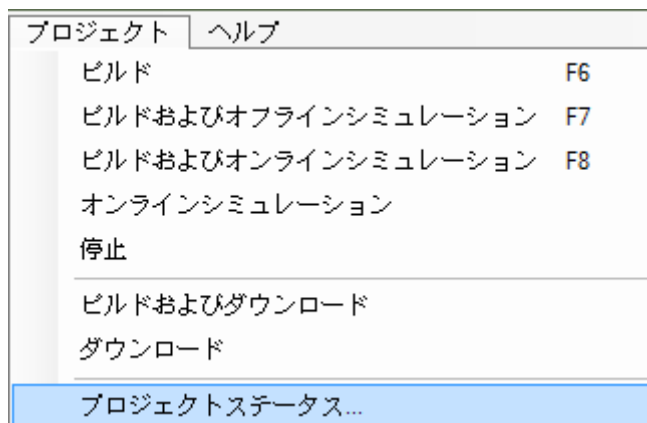 プロジェクト ヘルプ
ビルド F6
ビルドおよびオフラインシミュレーション F7
ビルドおよびオンラインシミュレーション F8
オンラインシミュレーション
停止
ビルドおよびダウンロード
ダウンロード
プロジェクトステータス...